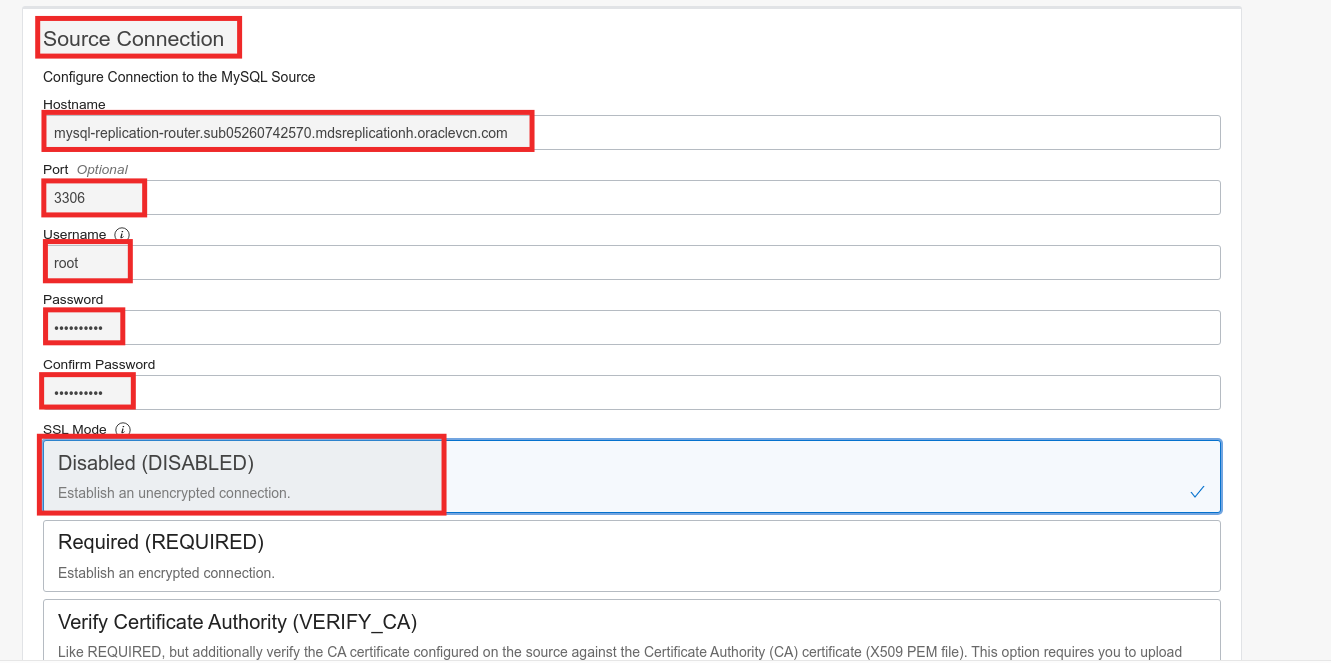 Source Connection
Configure Connection to the MySQL Source
Hostname
mysql-replication-router.sub05260742570.mdsreplicationh.oraclevcn.com
Port Optional
3306
Username i
root
Password
••••••••••
Confirm Password
••••••••••
SSL Mode i
Disabled (DISABLED)
Establish an unencrypted connection.
Required (REQUIRED)
Establish an encrypted connection.
Verify Certificate Authority (VERIFY_CA)
Like REQUIRED, but additionally verify the CA certificate configured on the source against the Certificate Authority (CA) certificate (X509 PEM file). This option requires you to upload